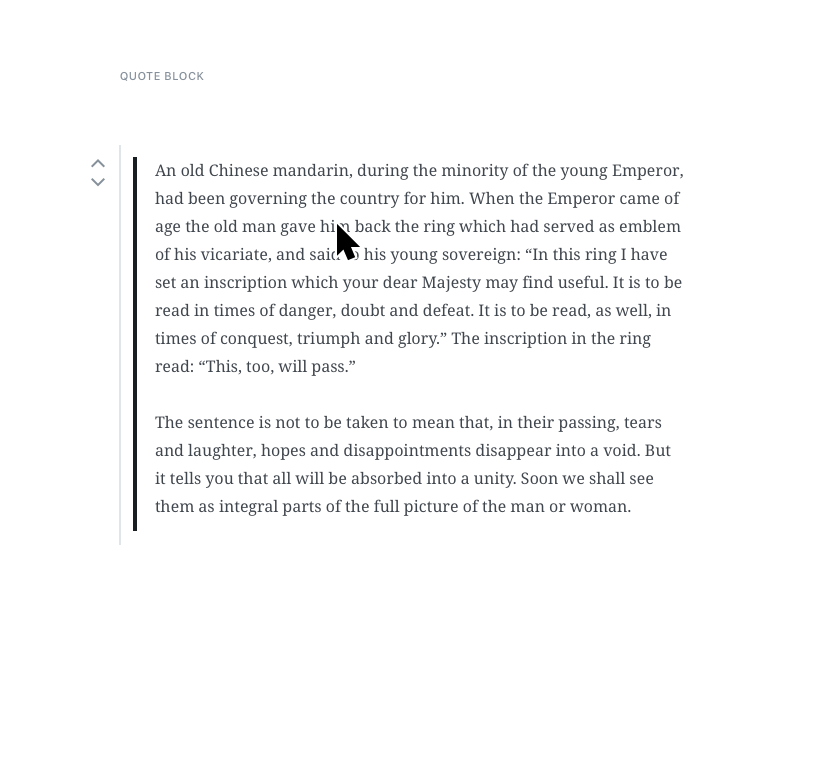 QUOTE BLOCK
An old Chinese mandarin, during the minority of the young Emperor,
had been governing the country for him. When the Emperor came of
age the old man gave him back the ring which had served as emblem
of his vicariate, and said to his young sovereign: “In this ring I have
set an inscription which your dear Majesty may find useful. It is to be
read in times of danger, doubt and defeat. It is to be read, as well, in
times of conquest, triumph and glory.” The inscription in the ring
read: “This, too, will pass.”
The sentence is not to be taken to mean that, in their passing, tears
and laughter, hopes and disappointments disappear into a void. But
it tells you that all will be absorbed into a unity. Soon we shall see
them as integral parts of the full picture of the man or woman.